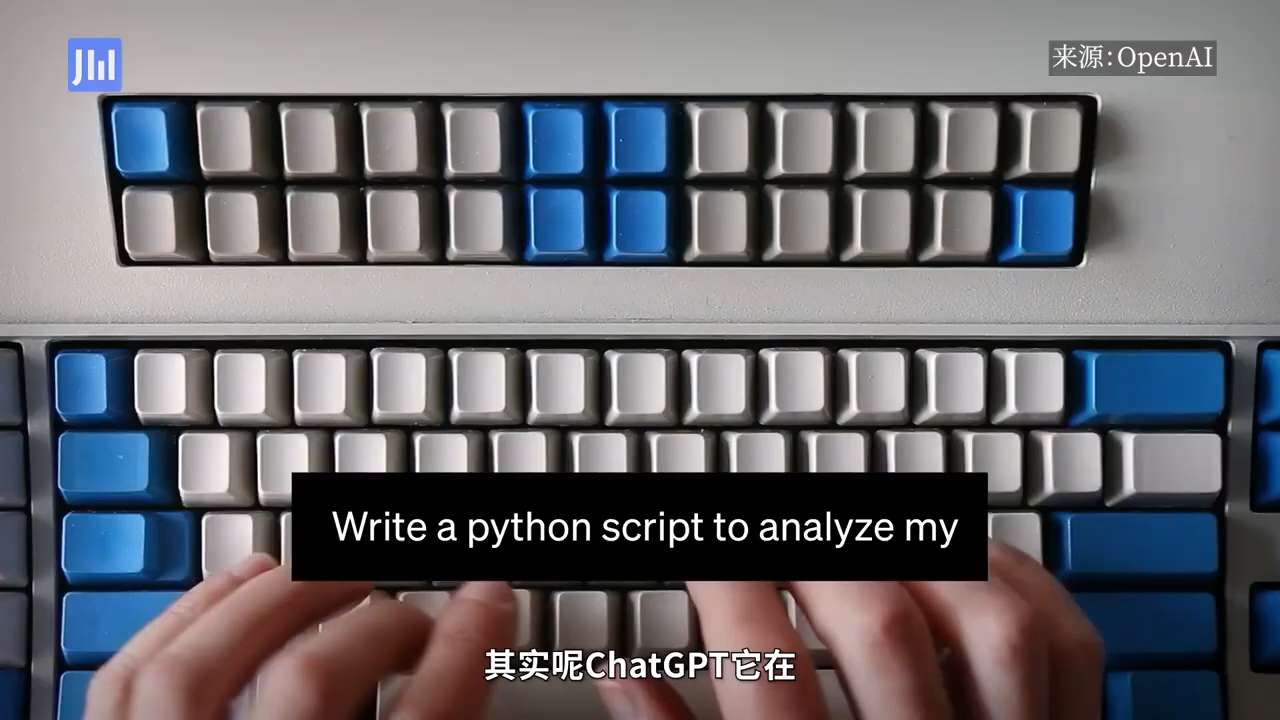 来源:OpenAI
Write a python script to analyze my
其实呢ChatGPT它在